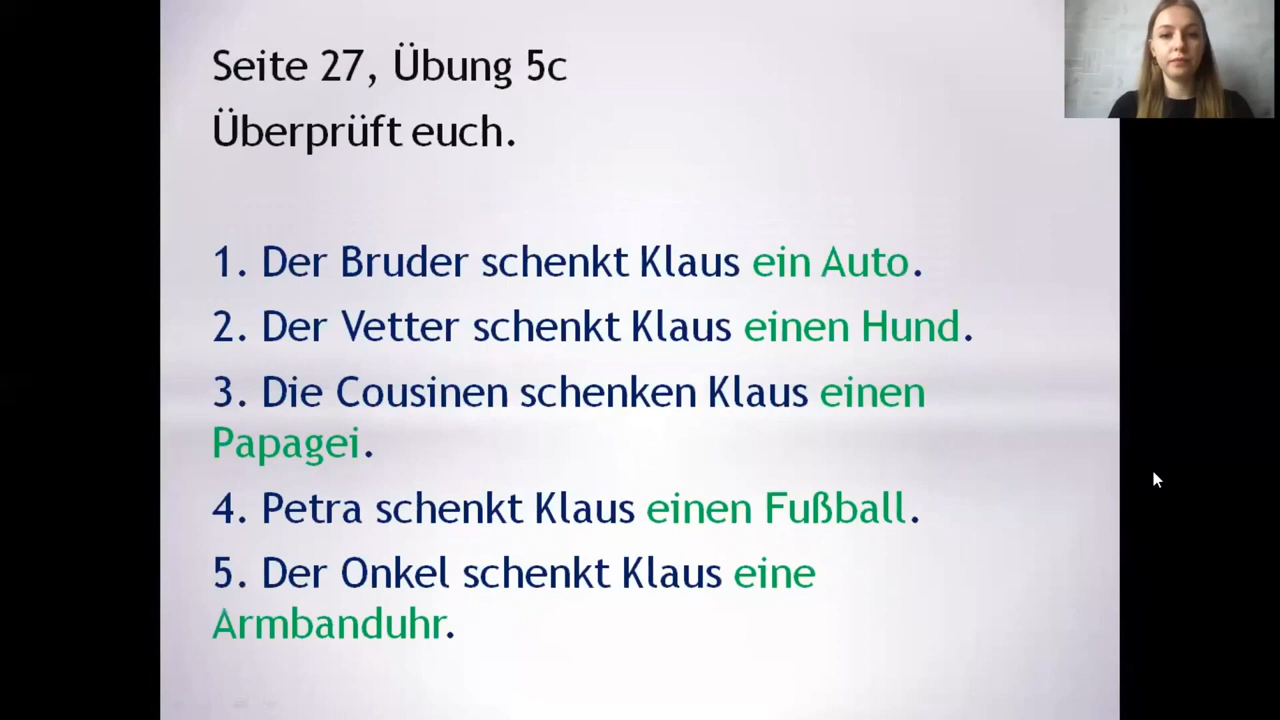 Seite 27, Übung 5c
Überprüft euch.
1. Der Bruder schenkt Klaus ein Auto.
2. Der Vetter schenkt Klaus einen Hund.
3. Die Cousinen schenken Klaus einen
Papagei.
4. Petra schenkt Klaus einen Fußball.
5. Der Onkel schenkt Klaus eine
Armbanduhr.